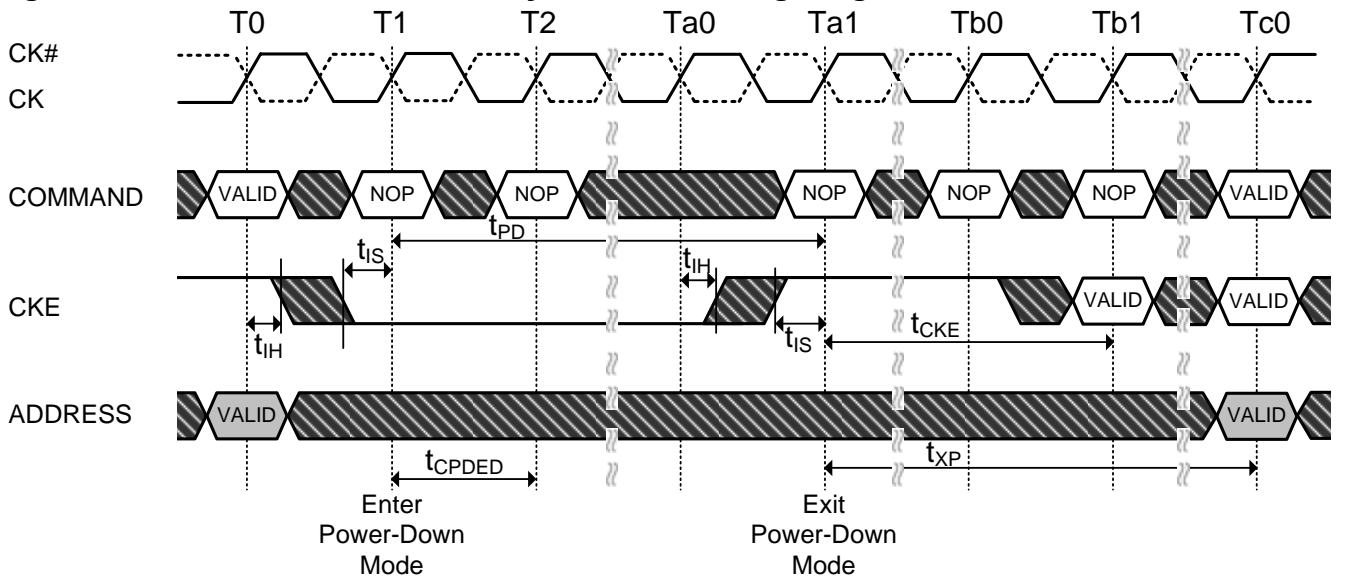 T0 T1 T2 Ta0 Ta1 Tb0 Tb1 Tc0
CK#
CK
COMMAND VALID NOP NOP NOP NOP NOP VALID
tPD
tIS tIH
CKE VALID VALID
tIH tIS tCKE
ADDRESS VALID VALID
tCPDED tXP
Enter Exit
Power-Down Power-Down
Mode Mode